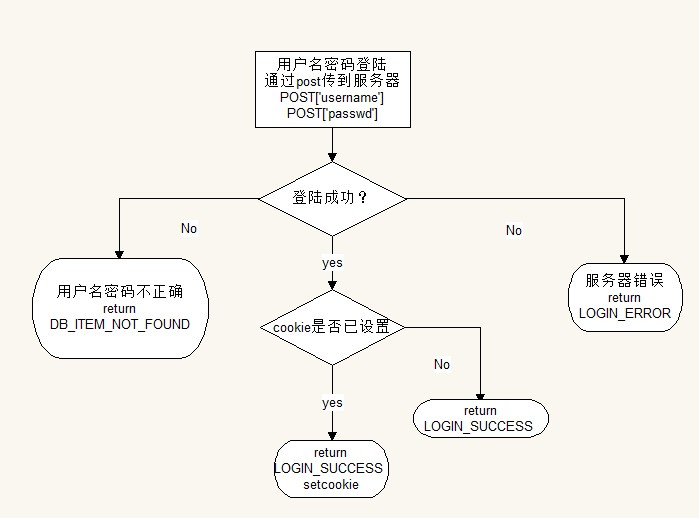 用户名密码登陆
通过post传到服务器
POST['username']
POST['passwd']
登陆成功？
No
No
yes
用户名密码不正确
return
DB_ITEM_NOT_FOUND
服务器错误
return
LOGIN_ERROR
cookie是否已设置
No
yes
return
LOGIN_SUCCESS
return
LOGIN_SUCCESS
setcookie